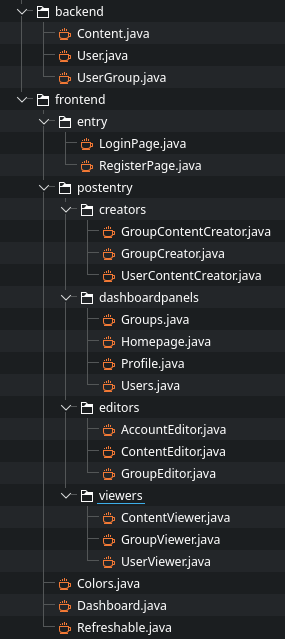 backend
Content.java
User.java
UserGroup.java
frontend
entry
LoginPage.java
RegisterPage.java
postentry
creators
GroupContentCreator.java
GroupCreator.java
UserContentCreator.java
dashboardpanels
Groups.java
Homepage.java
Profile.java
Users.java
editors
AccountEditor.java
ContentEditor.java
GroupEditor.java
viewers
ContentViewer.java
GroupViewer.java
UserViewer.java
Colors.java
Dashboard.java
Refreshable.java